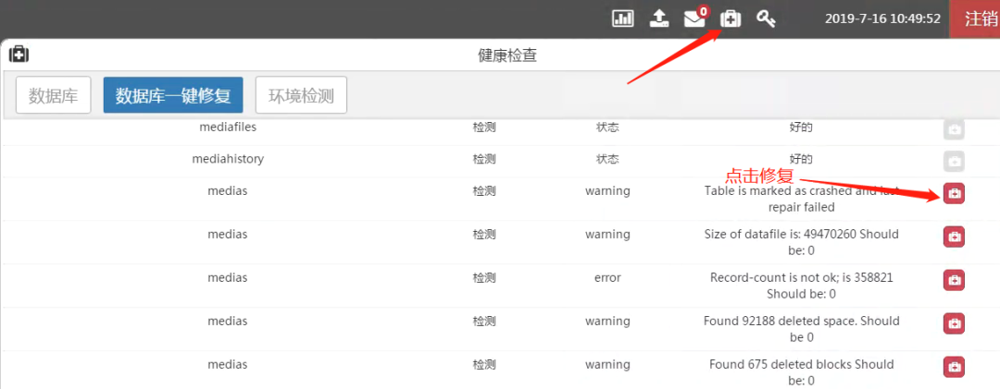 0
2019-7-16 10:49:52
注销
健康检查
数据库
数据库一键修复
环境检测
mediafiles 检测 状态 好的
mediahistory 检测 状态 好的
点击修复
medias 检测 warning Table is marked as crashed and last
repair failed
medias 检测 warning Size of datafile is: 49470260 Should
be: 0
medias 检测 error Record-count is not ok; is 358821
Should be: 0
medias 检测 warning Found 92188 deleted space. Should
be 0
medias 检测 warning Found 675 deleted blocks Should
be: 0